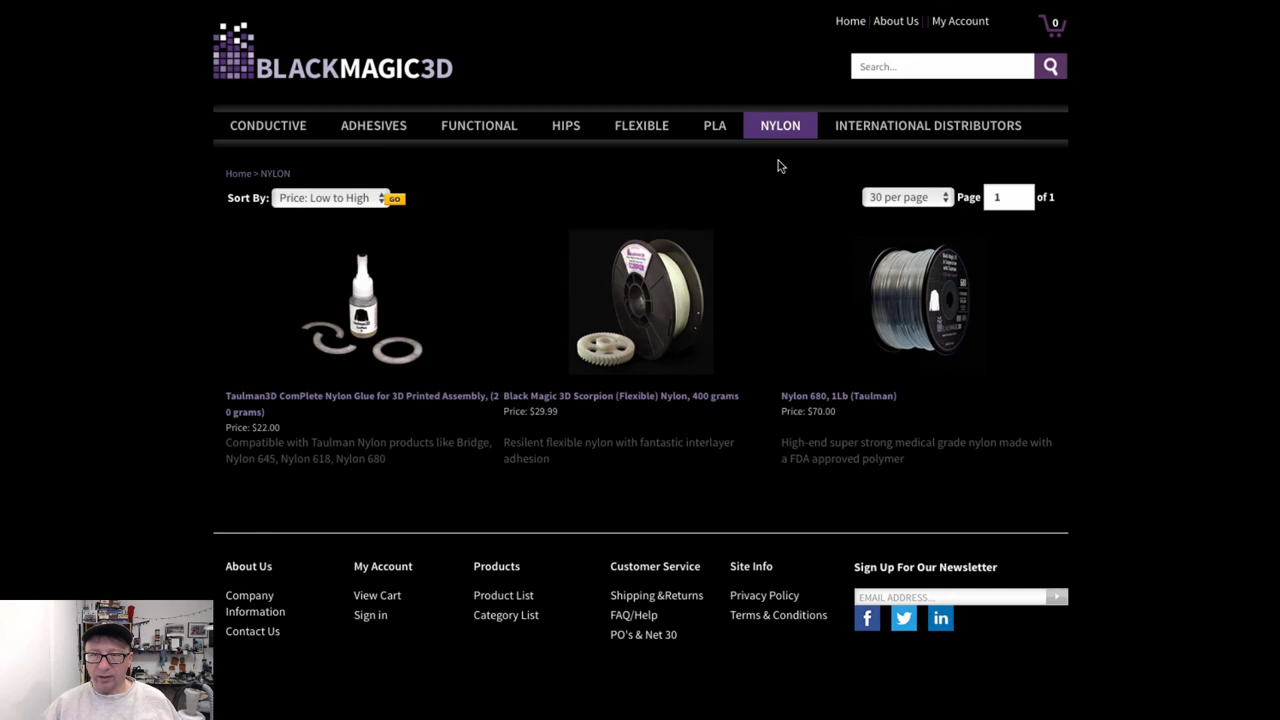 Home | About Us | | My Account
0
BLACKMAGIC3D
Search...
CONDUCTIVE ADHESIVES FUNCTIONAL HIPS FLEXIBLE PLA NYLON INTERNATIONAL DISTRIBUTORS
Home > NYLON
Sort By: Price: Low to High GO 30 per page Page 1 of 1
Taulman3D ComPlete Nylon Glue for 3D Printed Assembly, (2
0 grams)
Price: $22.00
Compatible with Taulman Nylon products like Bridge,
Nylon 645, Nylon 618, Nylon 680
Black Magic 3D Scorpion (Flexible) Nylon, 400 grams
Price: $29.99
Resilent flexible nylon with fantastic interlayer
adhesion
680
Nylon 680, 1Lb (Taulman)
Price: $70.00
High-end super strong medical grade nylon made with
a FDA approved polymer
About Us
Company
Information
Contact Us
My Account
View Cart
Sign in
Products
Product List
Category List
Customer Service
Shipping &Returns
FAQ/Help
PO's & Net 30
Site Info
Privacy Policy
Terms & Conditions
Sign Up For Our Newsletter
EMAIL ADDRESS...
f in